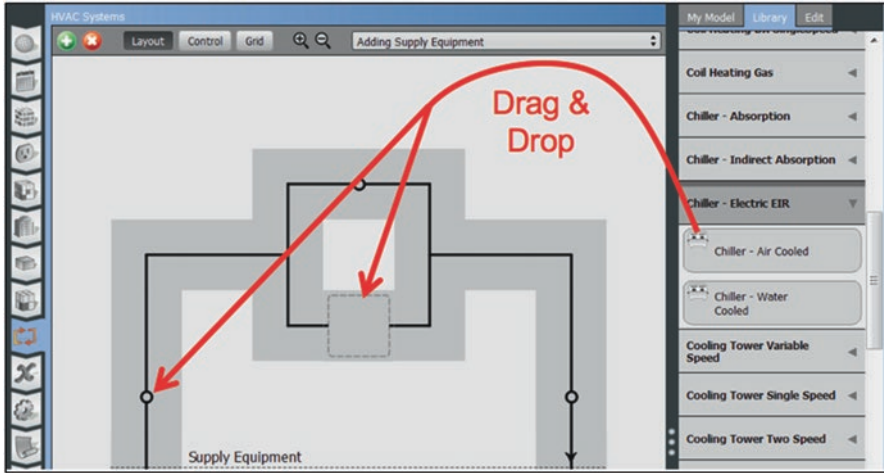 HVAC Systems
My Model Library Edit
Layout Control Grid
Adding Supply Equipment
Drag &
Drop
Supply Equipment
Coil Heating Gas
Chiller - Absorption
Chiller - Indirect Absorption
Chiller - Electric EIR
Chiller - Air Cooled
Chiller - Water
Cooled
Cooling Tower Variable
Speed
Cooling Tower Single Speed
Cooling Tower Two Speed